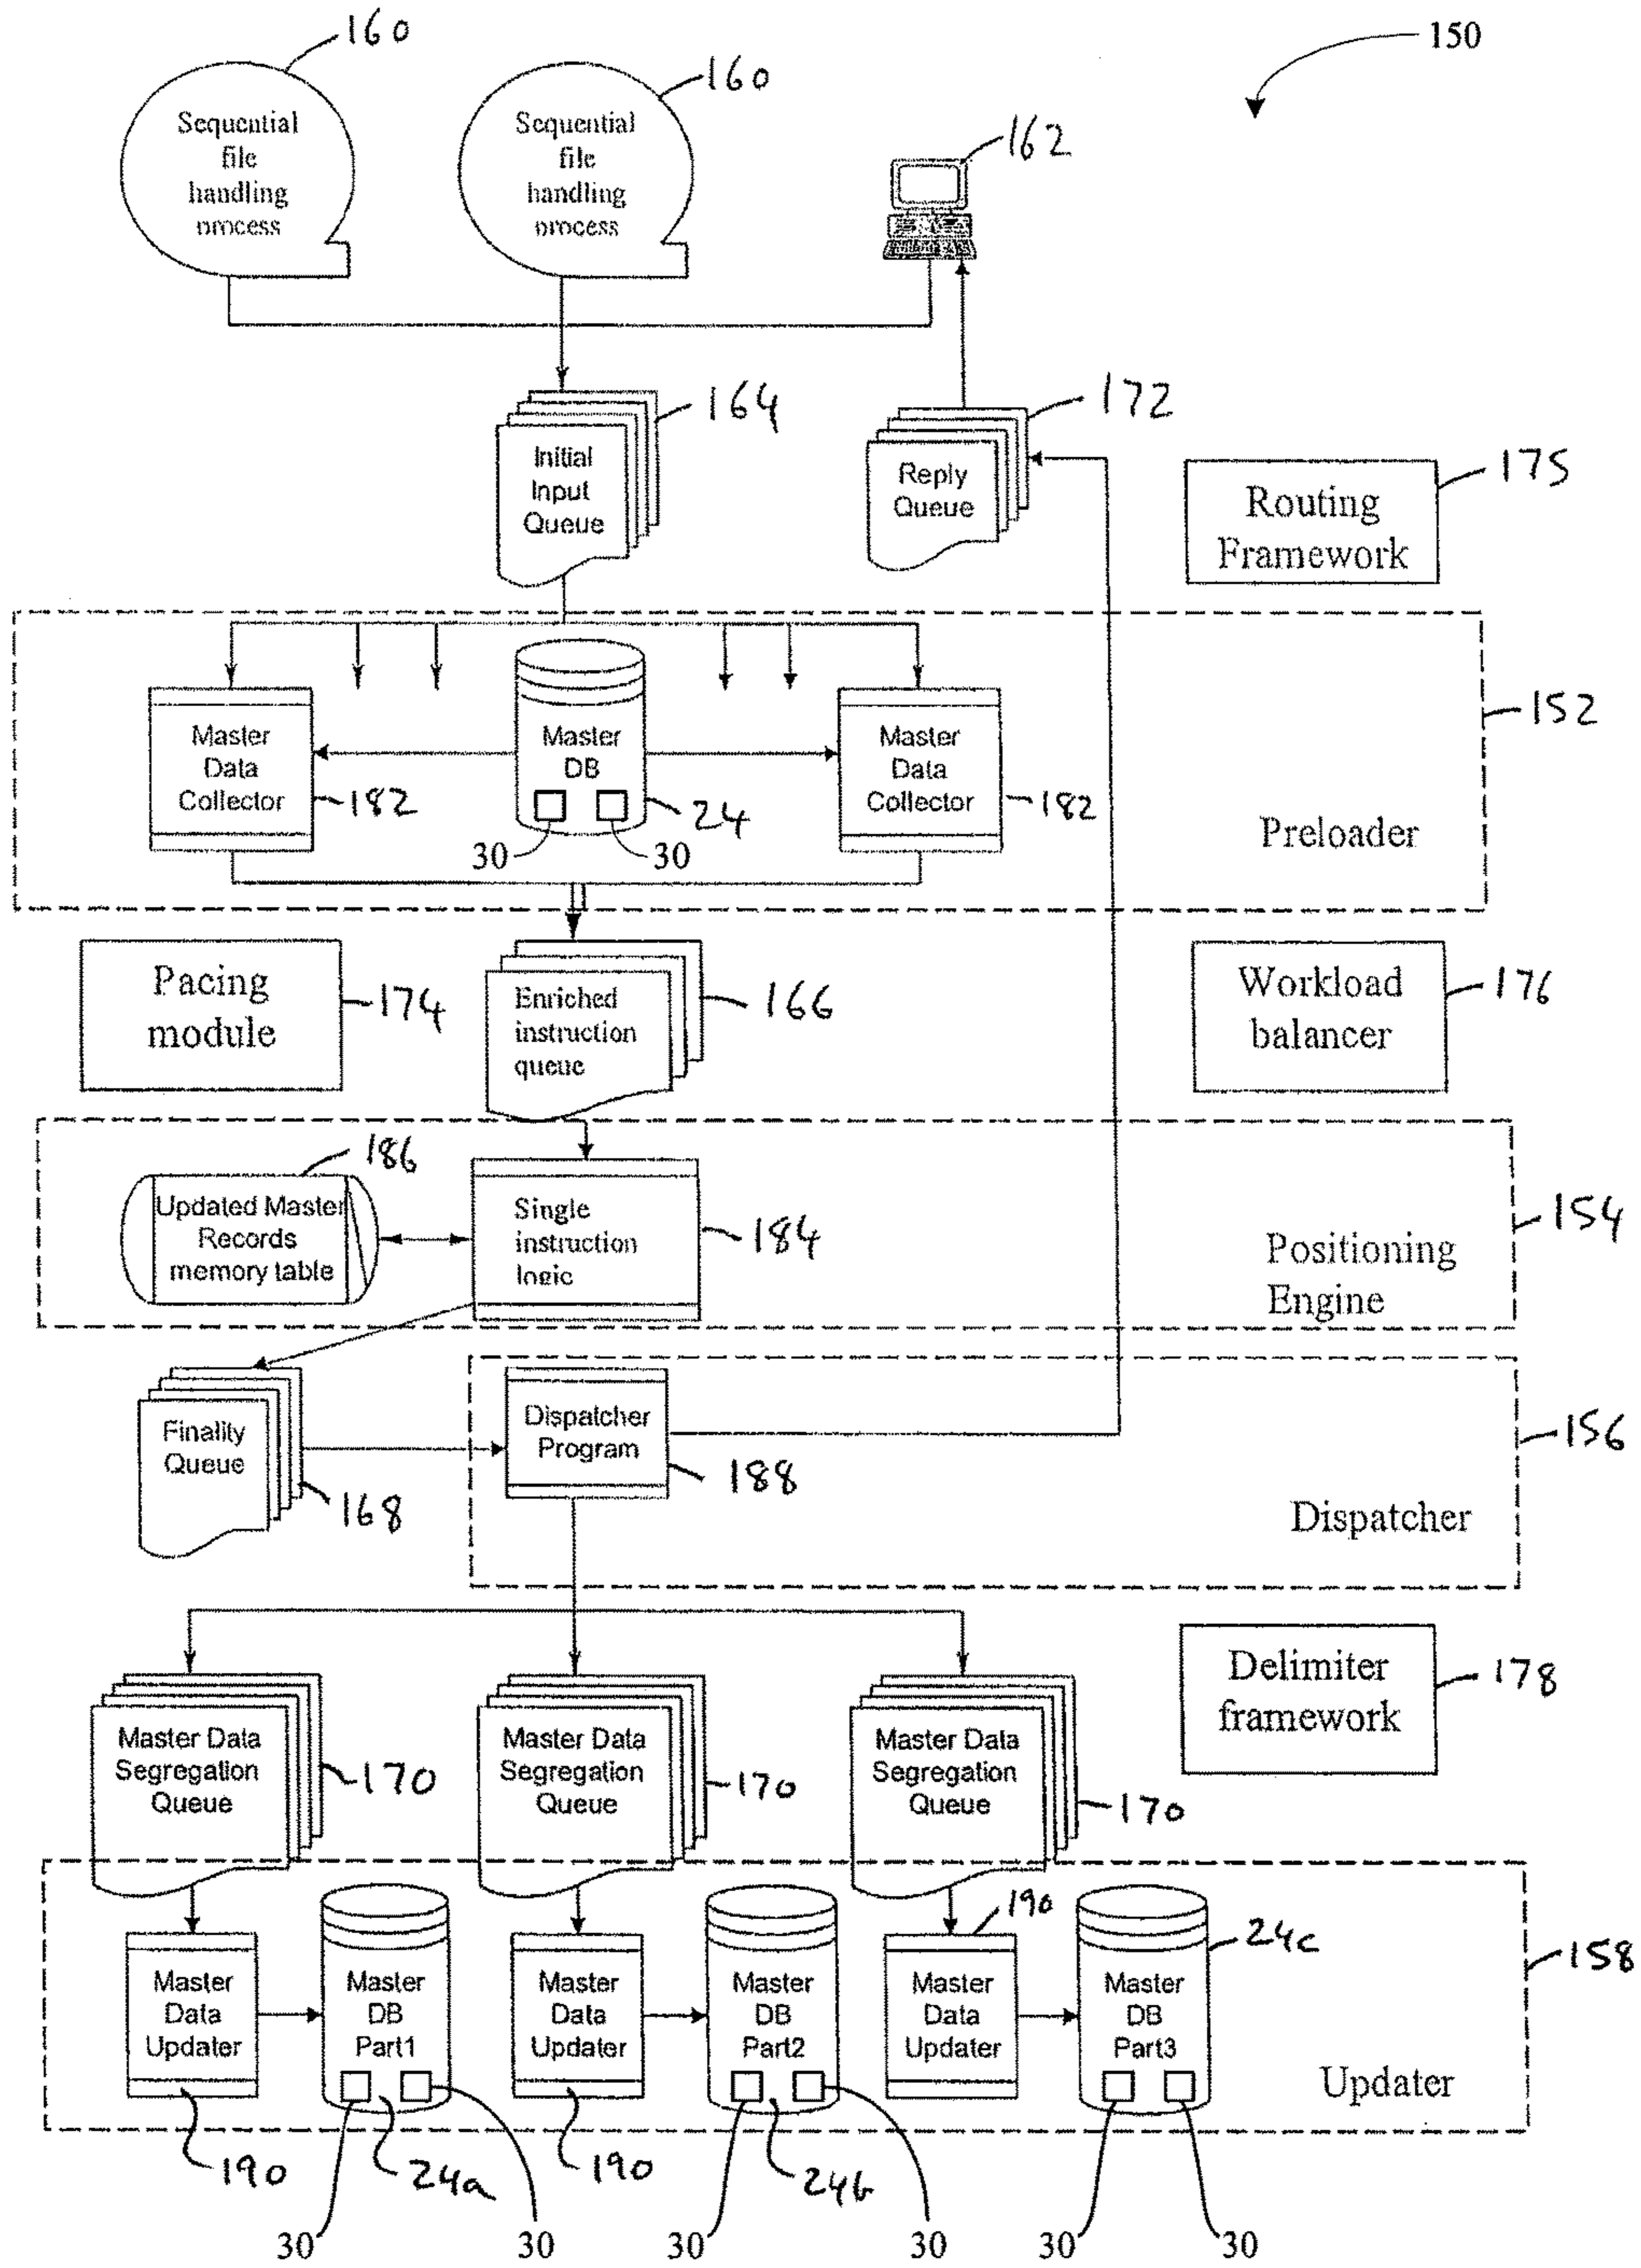 160
160
150
Sequential
file
handling
process
Sequential
file
handling
process
162
164
172
Initial
Input
Queue
Reply
Queue
175
Routing
Framework
152
Master
Data
Collector
182
Master
DB
24
30
30
Master
Data
Collector
182
Preloader
Pacing
module
174
Enriched
instruction
queue
166
Workload
balancer
176
186
Updated Master
Records
memory table
Single
instruction
logic
184
154
Positioning
Engine
Finality
Queue
168
Dispatcher
Program
188
156
Dispatcher
Delimiter
framework
178
Master Data
Segregation
Queue
170
Master Data
Segregation
Queue
170
Master Data
Segregation
Queue
170
190
24c
158
Master
Data
Updater
Master
DB
Part1
Master
Data
Updater
Master
DB
Part2
Master
Data
Updater
Master
DB
Part3
Updater
190
24a
190
24b
30
30
30
30
30
30